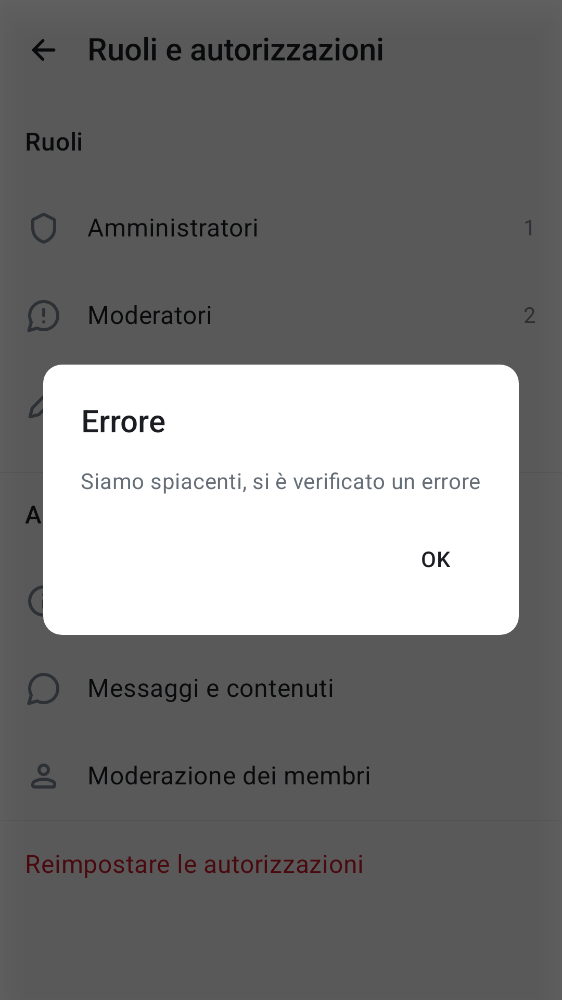 Ruoli e autorizzazioni
Ruoli
Amministratori 1
Moderatori 2
Errore
Siamo spiacenti, si è verificato un errore
OK
Messaggi e contenuti
Moderazione dei membri
Reimpostare le autorizzazioni